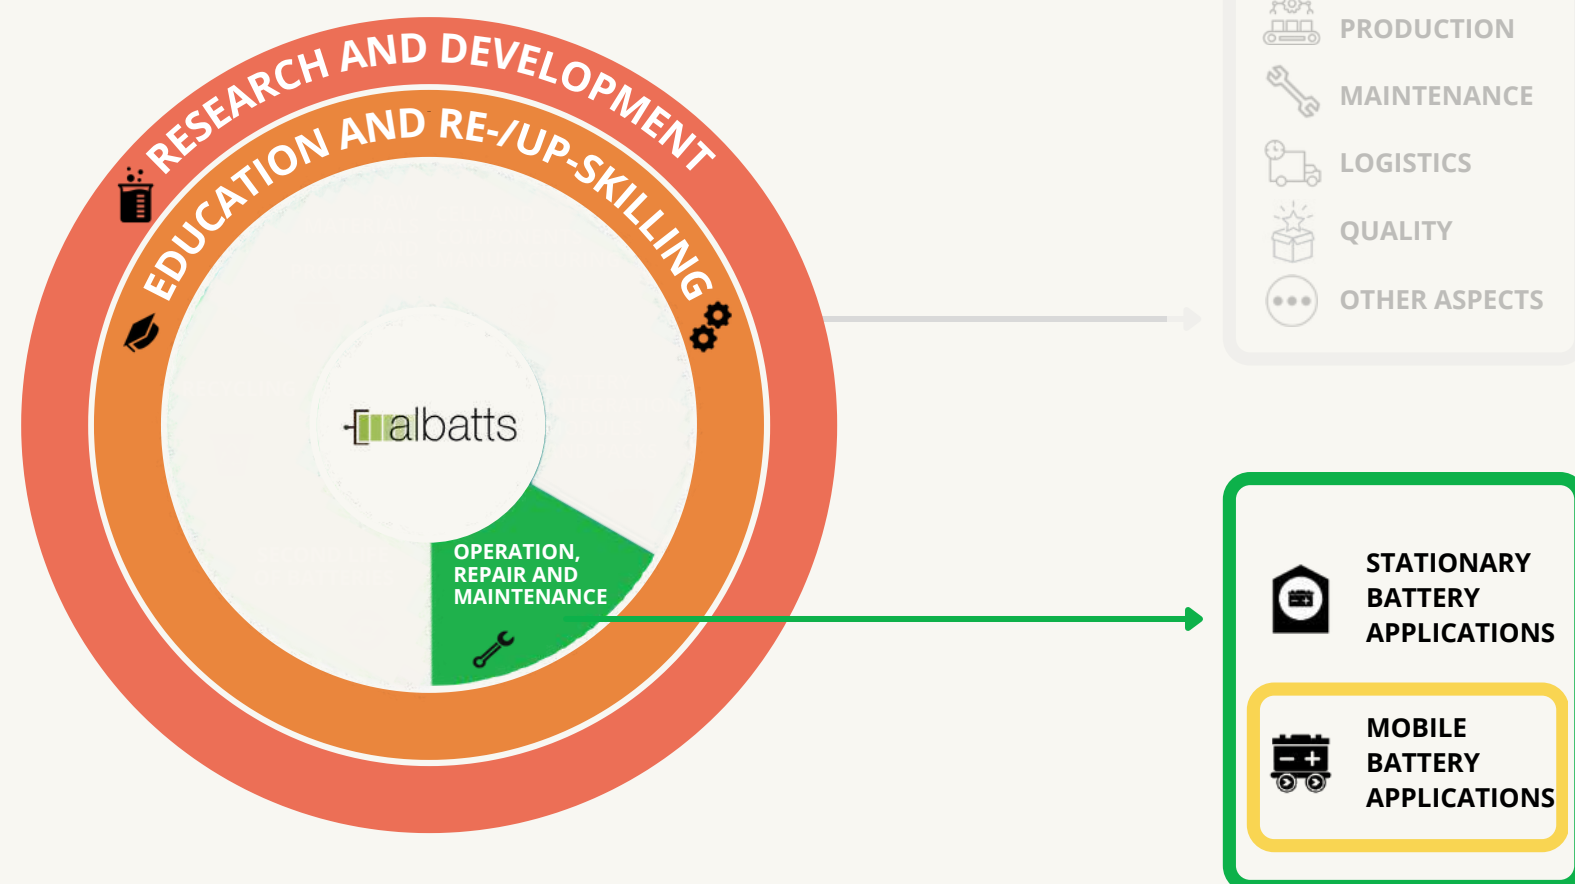 RESEARCH AND DEVELOPMENT
EDUCATION AND RE-/UP-SKILLING
albatts
OPERATION,
REPAIR AND
MAINTENANCE
PRODUCTION
MAINTENANCE
LOGISTICS
QUALITY
OTHER ASPECTS
STATIONARY
BATTERY
APPLICATIONS
MOBILE
BATTERY
APPLICATIONS